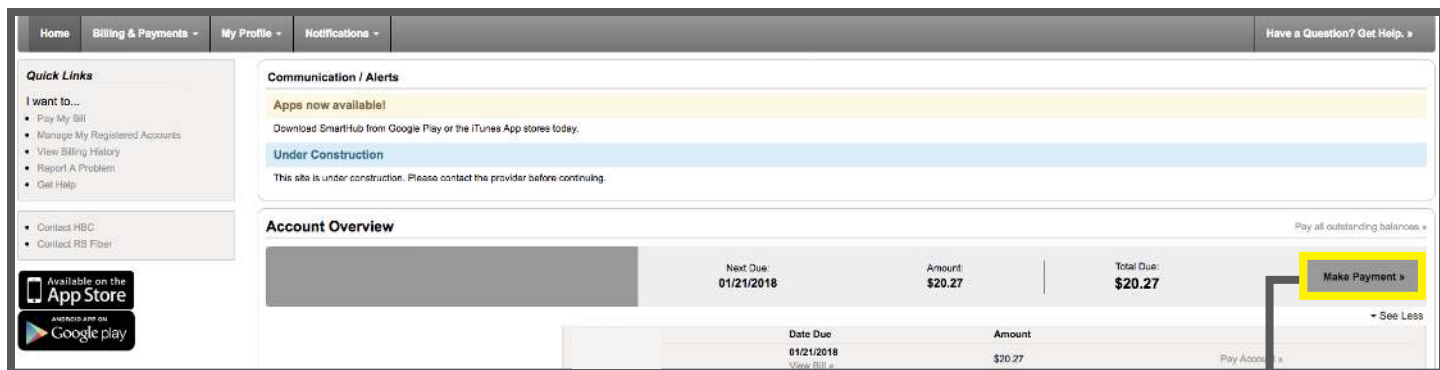 Home Billing & Payments My Profile Notifications Have a Question? Get Help. »
Quick Links
I want to...
• Pay My Bill
• Manage My Registered Accounts
• View Billing History
• Report A Problem
• Get Help
• Contact HBC
• Contact RS Fiber
Available on the
App Store
ANDROID APP ON
Google play
Communication / Alerts
Apps now available!
Download SmartHub from Google Play or the iTunes App stores today.
Under Construction
This site is under construction. Please contact the provider before continuing.
Account Overview Pay all outstanding balances »
Next Due: Amount: Total Due:
01/21/2018 $20.27 $20.27 Make Payment »
See Less
Date Due Amount
01/21/2018 $20.27 Pay Account »
View Bill »